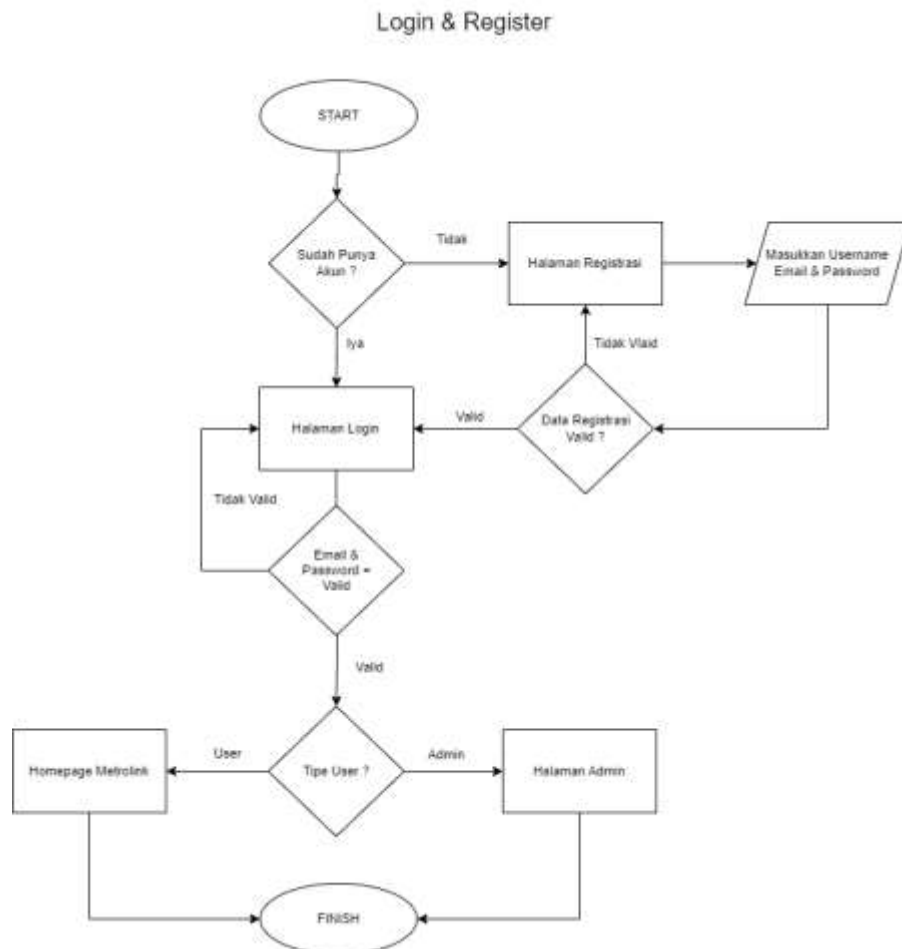 Login & Register
START
Sudah Punya
Akun ?
Tidak
Halaman Registrasi
Masukkan Username
Email & Password
Iya
Tidak Vlaid
Halaman Login
Valid
Data Registrasi
Valid ?
Tidak Valid
Email &
Password =
Valid
Valid
User
Admin
Homepage Metrolink
Tipe User ?
Halaman Admin
FINISH